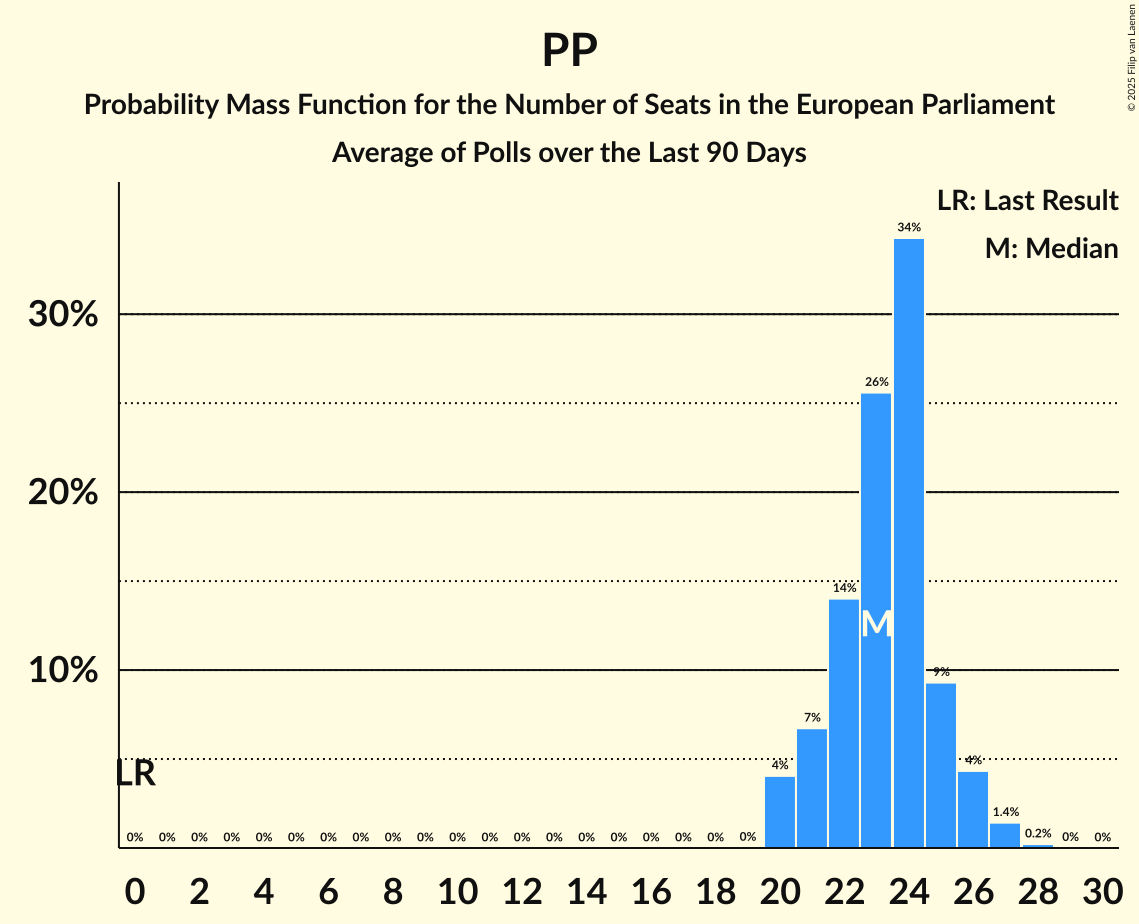 PP
Probability Mass Function for the Number of Seats in the European Parliament
Average of Polls over the Last 90 Days
© 2025 Filip van Laenen
LR: Last Result
M: Median
34%
30%
26%
20%
14%
M
10%
9%
7%
LR
4%
4%
1.4%
0% 0% 0% 0% 0% 0% 0% 0% 0% 0% 0% 0% 0% 0% 0% 0% 0% 0% 0% 0% 0.2% 0% 0%
0 2 4 6 8 10 12 14 16 18 20 22 24 26 28 30